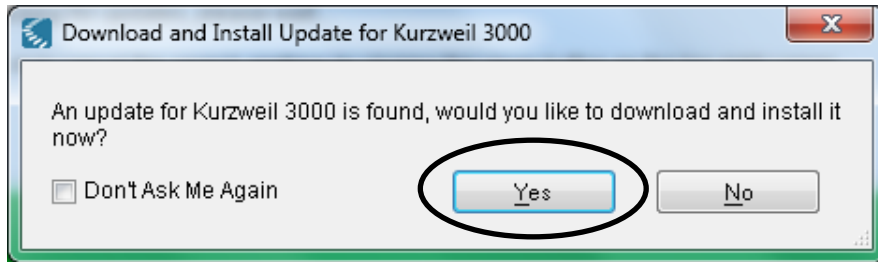 Download and Install Update for Kurzweil 3000
An update for Kurzweil 3000 is found, would you like to download and install it
now?
Don't Ask Me Again
Yes
No